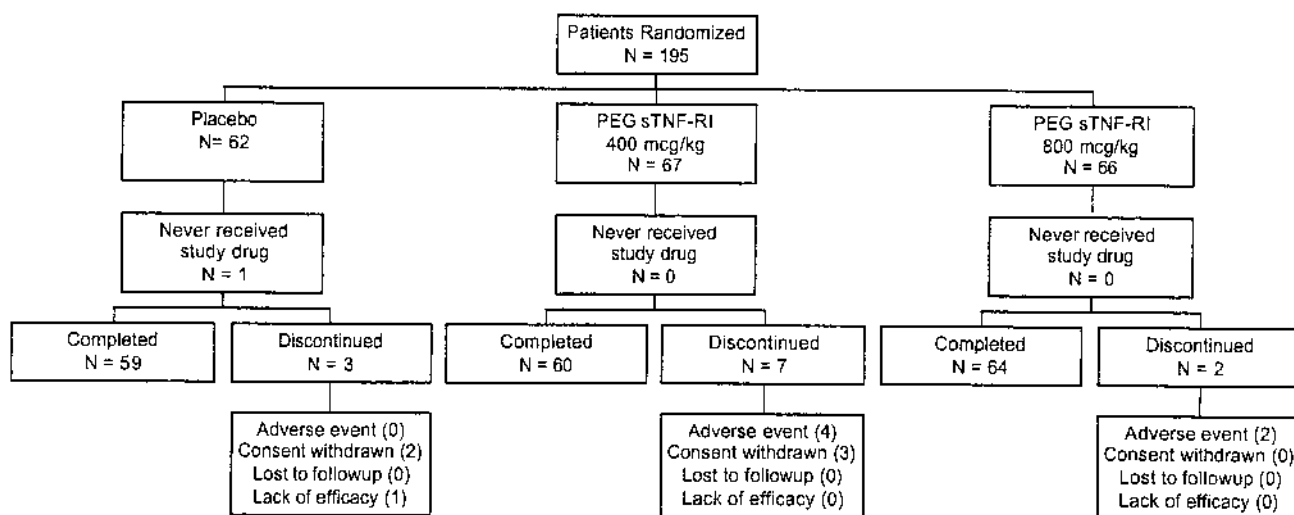 Patients Randomized
N = 195
Placebo
N= 62
PEG sTNF-RI
400 mcg/kg
N = 67
PEG sTNF-RI
800 mcg/kg
N = 66
Never received
study drug
N = 1
Never received
study drug
N = 0
Never received
study drug
N = 0
Completed
N = 59
Discontinued
N = 3
Completed
N = 60
Discontinued
N = 7
Completed
N = 64
Discontinued
N = 2
Adverse event (0)
Consent withdrawn (2)
Lost to followup (0)
Lack of efficacy (1)
Adverse event (4)
Consent withdrawn (3)
Lost to followup (0)
Lack of efficacy (0)
Adverse event (2)
Consent withdrawn (0)
Lost to followup (0)
Lack of efficacy (0)